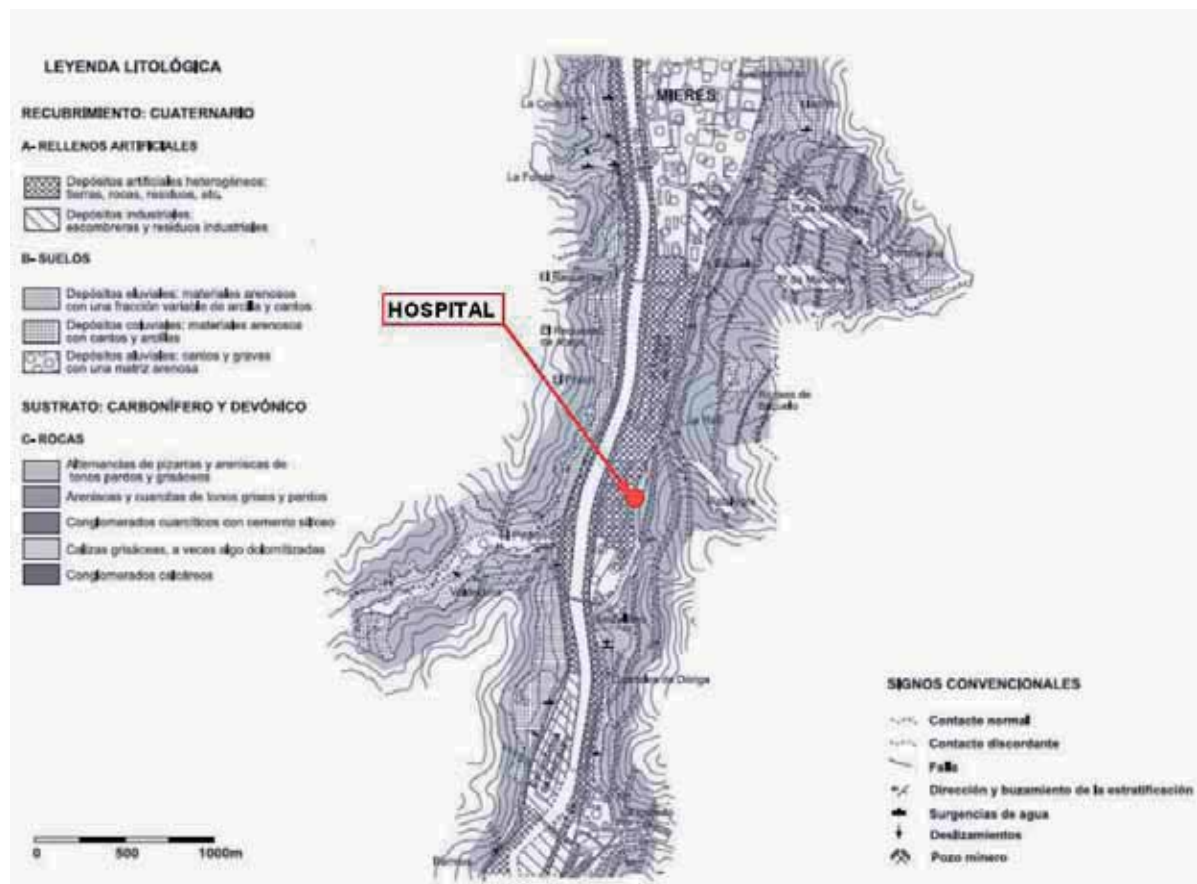 LEYENDA LITOLÓGICA
RECUBRIMIENTO: CUATERNARIO
A- RELLENOS ARTIFICIALES
Depósitos artificiales heterogéneos:
tierras, rocas, residuos, etc.
Depósitos industriales:
escombreras y residuos industriales
B- SUELOS
Depósitos eluviales: materiales arenosos
con una fracción variable de arcilla y cantos
Depósitos coluviales: materiales arenosos
con cantos y arcillas
Depósitos aluviales: cantos y gravas
con una matriz arenosa
SUSTRATO: CARBONÍFERO Y DEVÓNICO
C- ROCAS
Alternancias de pizarras y areniscas de
tonos pardos y grisáceos
Areniscas y cuarcitas de tonos grises y pardos
Conglomerados cuarcíticos con cemento silíceo
Calizas grisáceas, a veces algo dolomitizadas
Conglomerados calcáreos
MIERES
HOSPITAL
0 500 1000m
SIGNOS CONVENCIONALES
Contacto normal
Contacto discordante
Falla
Dirección y buzamiento de la estratificación
Surgencias de agua
Deslizamientos
Pozo minero